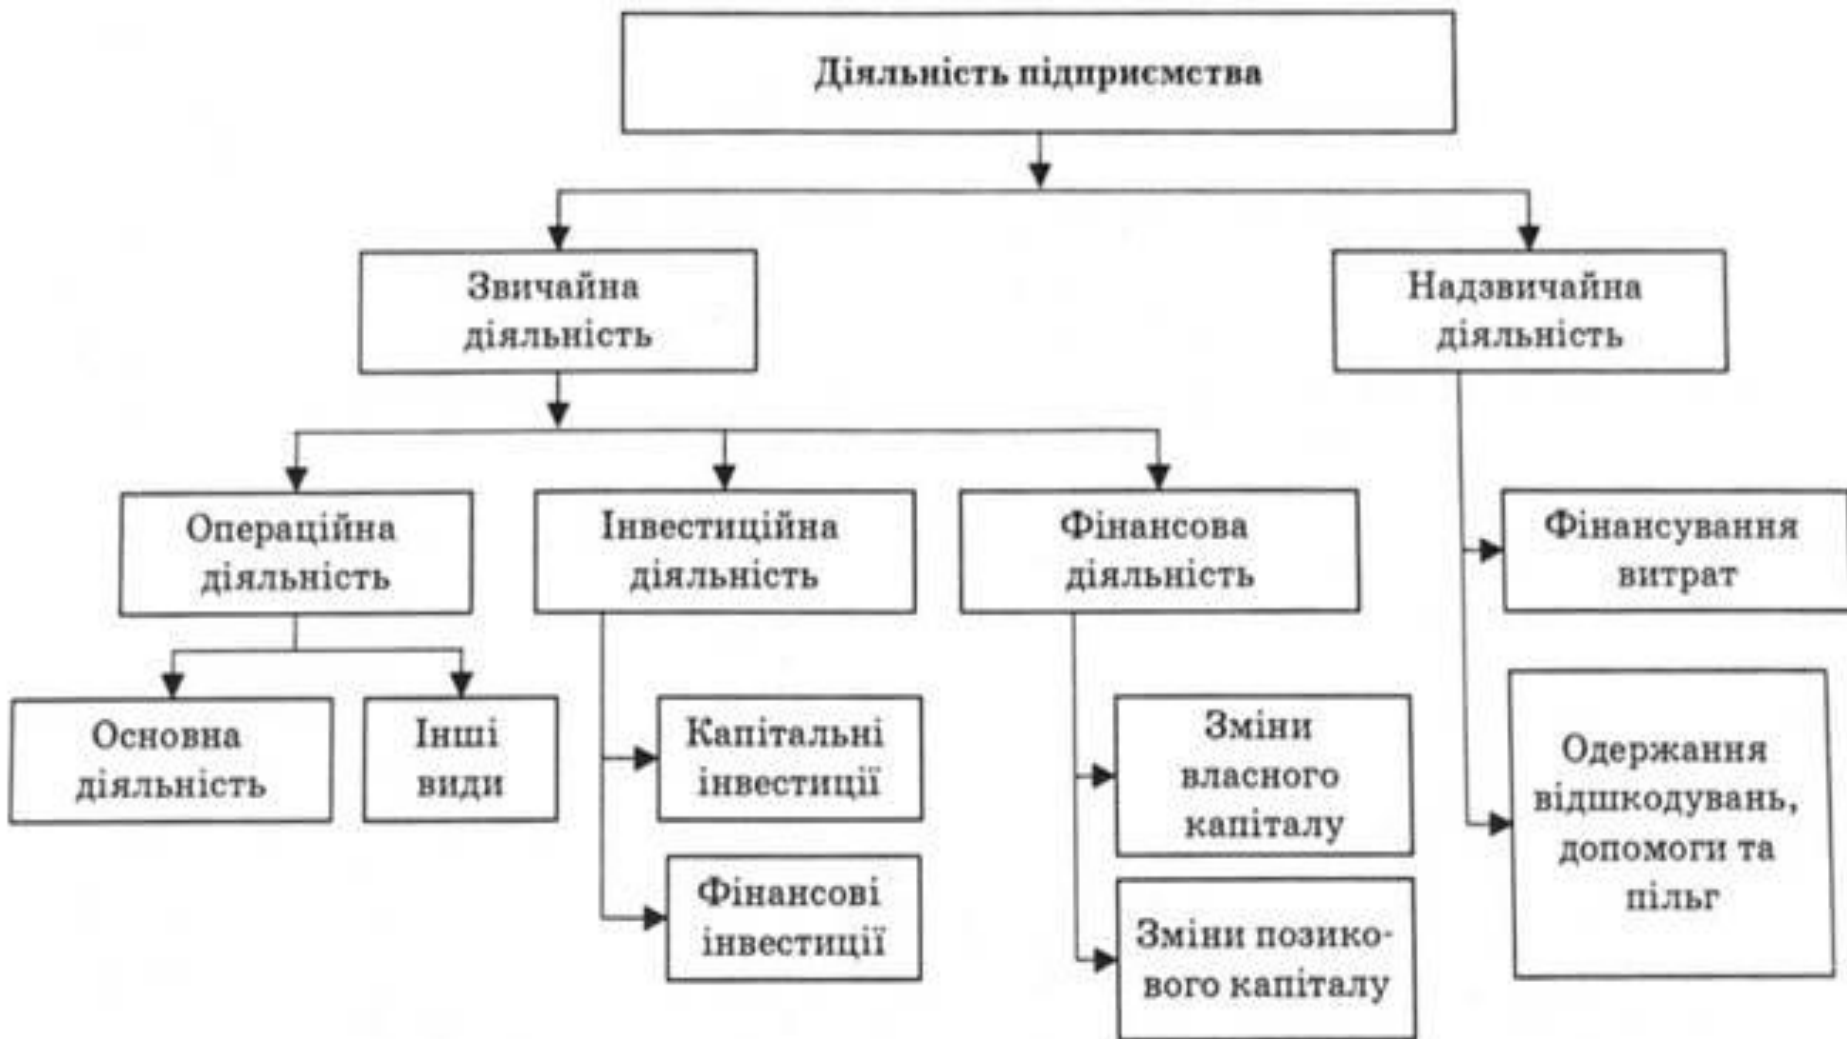 Діяльність підприємства
Звичайна
діяльність
Надзвичайна
діяльність
Операційна
діяльність
Інвестиційна
діяльність
Фінансова
діяльність
Фінансування
витрат
Основна
діяльність
Інші
види
Капітальні
інвестиції
Фінансові
інвестиції
Зміни
власного
капіталу
Зміни позико-
вого капіталу
Одержання
відшкодувань,
допомоги та
пільг